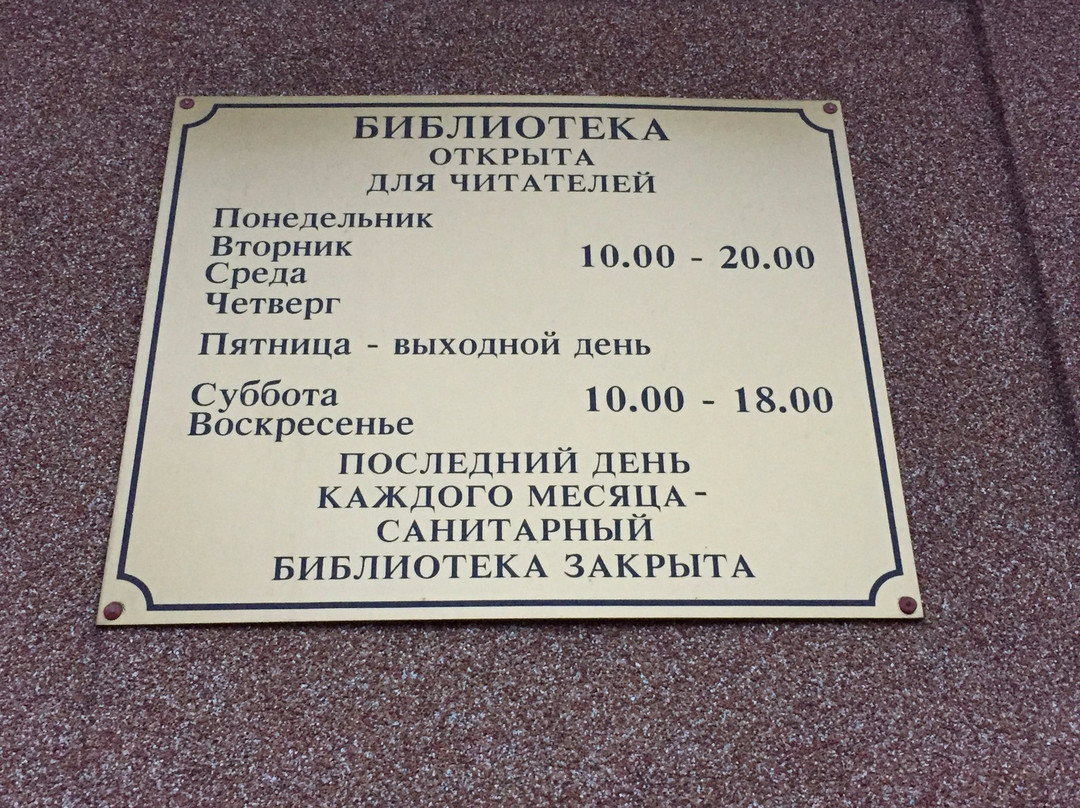 БИБЛИОТЕКА
ОТКРЫТА
ДЛЯ ЧИТАТЕЛЕЙ
Понедельник
Вторник
10.00 - 20.00
Среда
Четверг
Пятница - выходной день
Суббота
10.00 - 18.00
Воскресенье
ПОСЛЕДНИЙ ДЕНЬ
КАЖДОГО МЕСЯЦА -
САНИТАРНЫЙ
БИБЛИОТЕКА ЗАКРЫТА